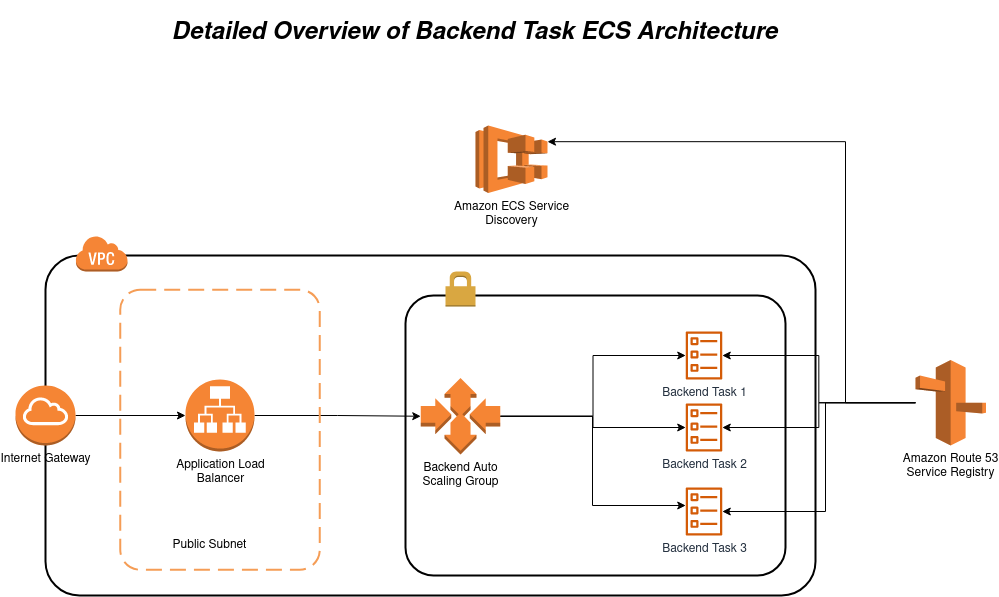 Detailed Overview of Backend Task ECS Architecture
Amazon ECS Service
Discovery
VPC
Internet Gateway
Application Load
Balancer
Public Subnet
Backend Auto
Scaling Group
Backend Task 1
Backend Task 2
Backend Task 3
Amazon Route 53
Service Registry